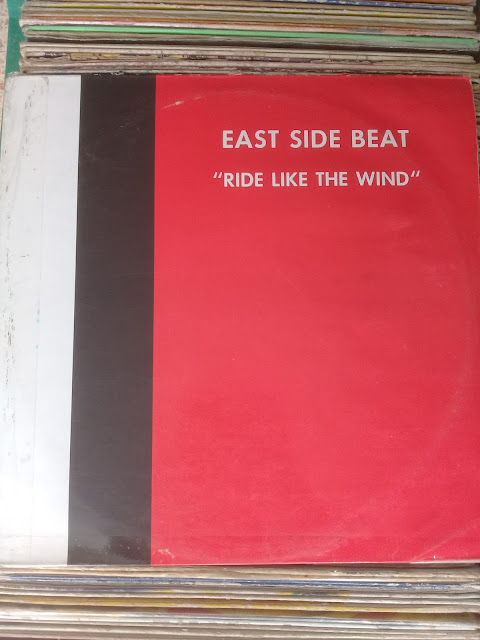 EAST SIDE BEAT
“RIDE LIKE THE WIND“